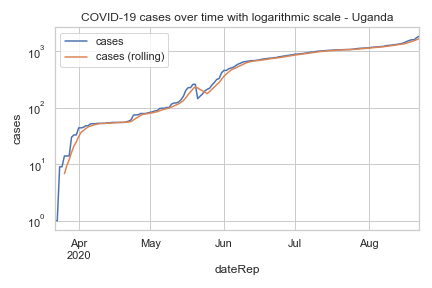 COVID-19 cases over time with logarithmic scale - Uganda
cases
cases (rolling)
10³
10²
10¹
10⁰
cases
Apr May Jun Jul Aug
2020
dateRep